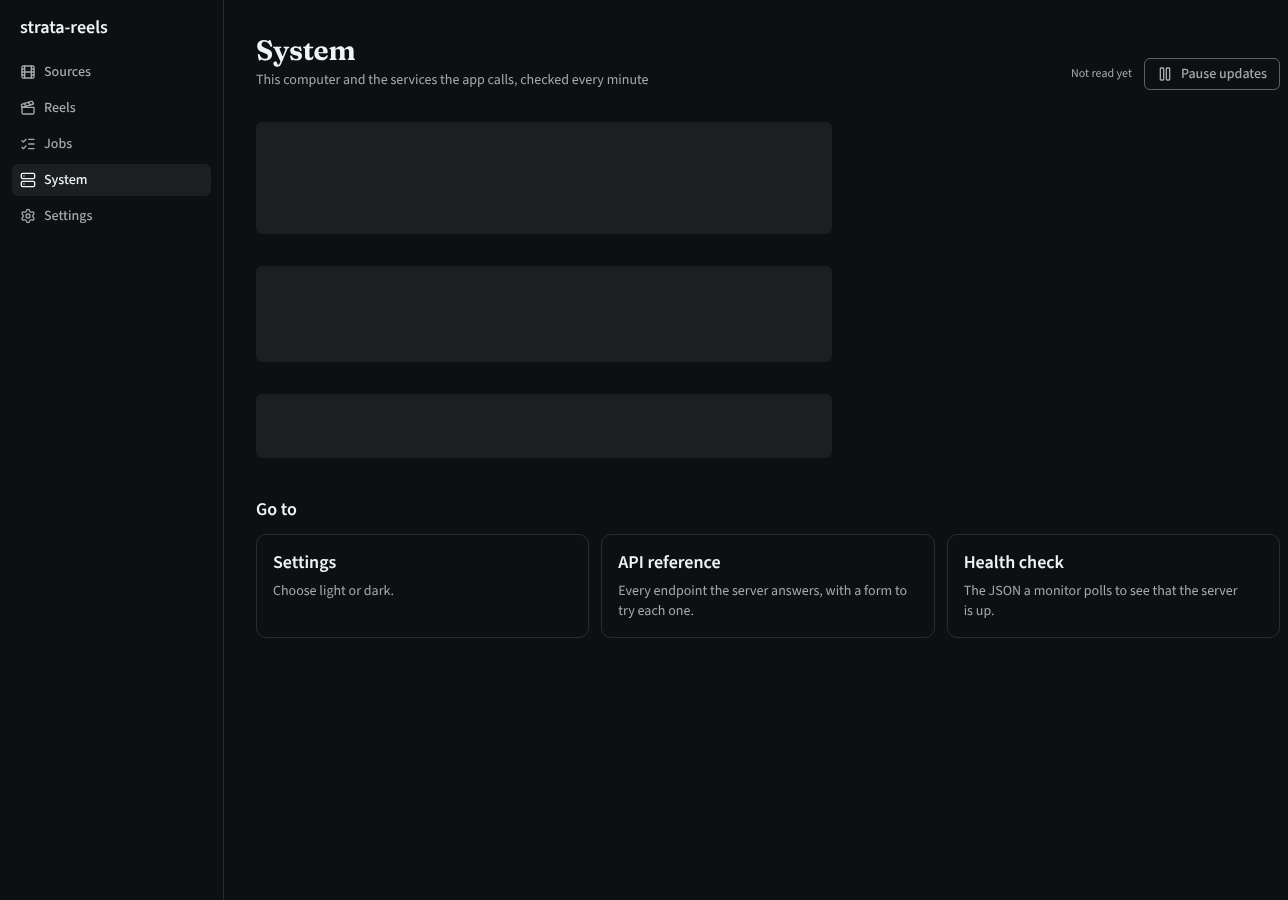 strata-reels
Sources
Reels
Jobs
System
Settings
System
This computer and the services the app calls, checked every minute
Not read yet
Pause updates
Go to
Settings
Choose light or dark.
API reference
Every endpoint the server answers, with a form to
try each one.
Health check
The JSON a monitor polls to see that the server
is up.